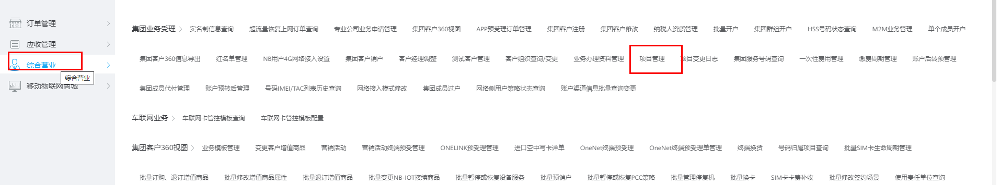 订单管理
应收管理
综合营业
综合营业
移动物联网商城
集团业务受理 实名制信息查询 超流量恢复上网订单查询 专业公司业务申请管理 集团客户360视图 APP预受理订单管理 集团客户注册 集团客户修改 纳税人资质管理 批量开户 集团群组开户 HSS号码状态查询 M2M业务管理 单个成员开户
集团客户360信息导出 红名单管理 NB用户4G网络接入设置 集团客户销户 客户经理调整 测试客户管理 客户组织查询/变更 业务办理资料管理 项目管理 项目变更日志 集团服务号码查询 一次性费用管理 缴费周期管理 账户后转预管理
集团成员代付管理 账户预转后管理 号码IMEI/TAC列表历史查询 网络接入模式修改 集团成员过户 网络侧用户策略状态查询 账户渠道信息批量查询变更
车联网业务 车联网卡管控模板查询 车联网卡管控模板配置
集团客户360视图 业务模板管理 变更客户增值商品 营销活动 营销活动终端预受管理 ONELINK预受理管理 进口空中写卡详单 OneNet终端预受理 OneNet终端预受理单管理 终端换货 号码归属项目查询 批量SIM卡生命周期管理
批量订购、退订增值商品 批量修改增值商品属性 批量退订增值商品 批量变更NB-IOT接续商品 批量暂停或恢复设备服务 批量预销户 批量暂停或恢复PCC策略 批量管理停复机 批量换卡 SIM卡卡费补收 批量修改签约场景 使用责任单位查询